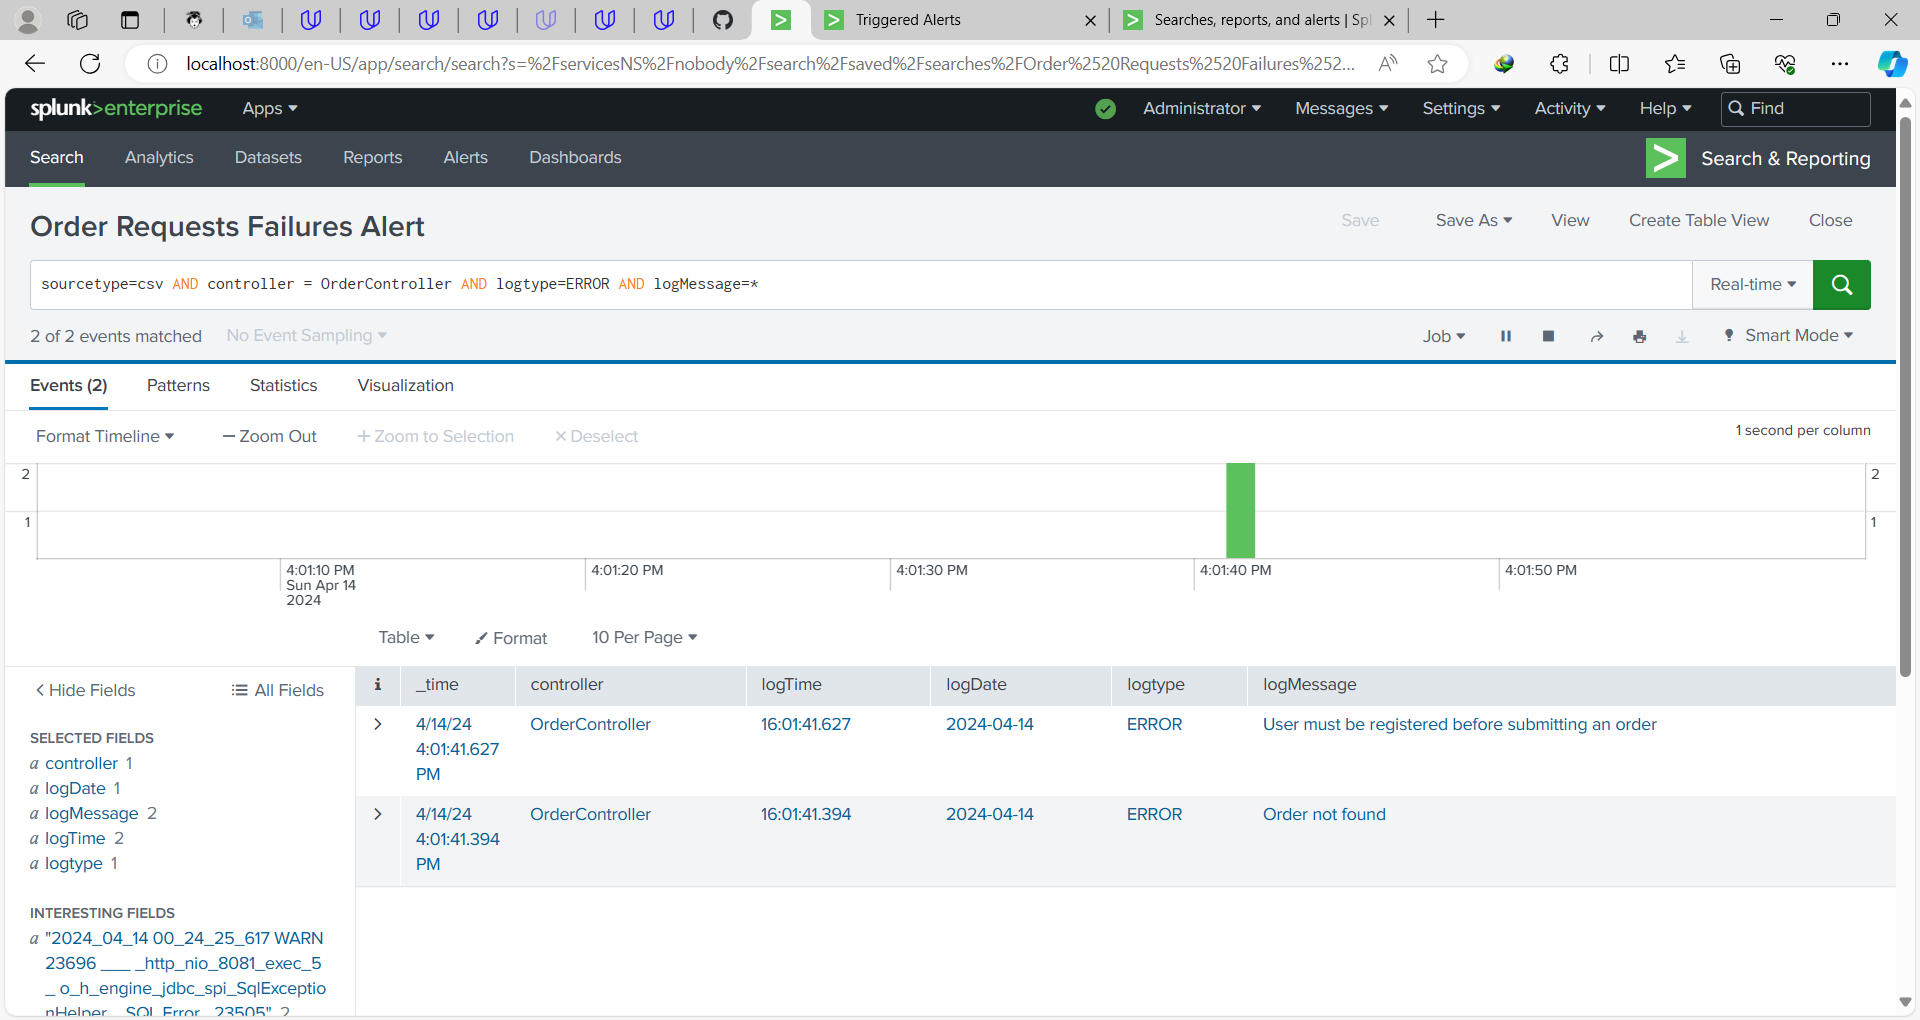 Triggered Alerts
Searches, reports, and alerts | Spl
localhost:8000/en-US/app/search/search?s=%2FservicesNS%2Fnobody%2Fsearch%2Fsaved%2Fsearches%2FOrder%2520Requests%2520Failures%252...
splunk>enterprise Apps Administrator Messages Settings Activity Help Find
Search Analytics Datasets Reports Alerts Dashboards Search & Reporting
Order Requests Failures Alert Save Save As View Create Table View Close
sourcetype=csv AND controller = OrderController AND logtype=ERROR AND logMessage=* Real-time
2 of 2 events matched No Event Sampling Job Smart Mode
Events (2) Patterns Statistics Visualization
Format Timeline Zoom Out Zoom to Selection Deselect 1 second per column
2 2
1 1
4:01:10 PM 4:01:20 PM 4:01:30 PM 4:01:40 PM 4:01:50 PM
Sun Apr 14
2024
Table Format 10 Per Page
Hide Fields All Fields
SELECTED FIELDS
a controller 1
a logDate 1
a logMessage 2
a logTime 2
a logtype 1
INTERESTING FIELDS
a "2024_04_14 00_24_25_617 WARN
23696 ___ _http_nio_8081_exec_5
_ o_h_engine_jdbc_spi_SqlExceptio
nHelper _ SQL Error_ 23505" 2
i _time controller logTime logDate logtype logMessage
4/14/24 OrderController 16:01:41.627 2024-04-14 ERROR User must be registered before submitting an order
4:01:41.627
PM
4/14/24 OrderController 16:01:41.394 2024-04-14 ERROR Order not found
4:01:41.394
PM